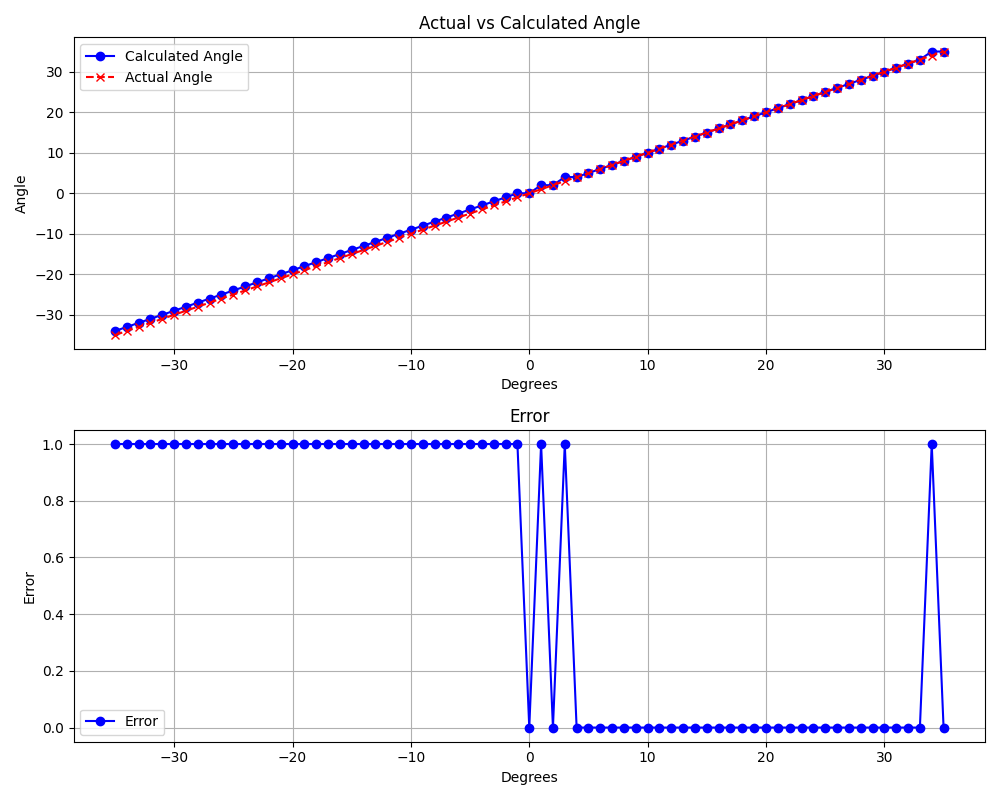 Actual vs Calculated Angle
Calculated Angle
Actual Angle
Angle
30
20
10
0
−10
−20
−30
−30 −20 −10 0 10 20 30
Degrees
Error
Error
1.0
0.8
0.6
0.4
0.2
0.0
Error
−30 −20 −10 0 10 20 30
Degrees